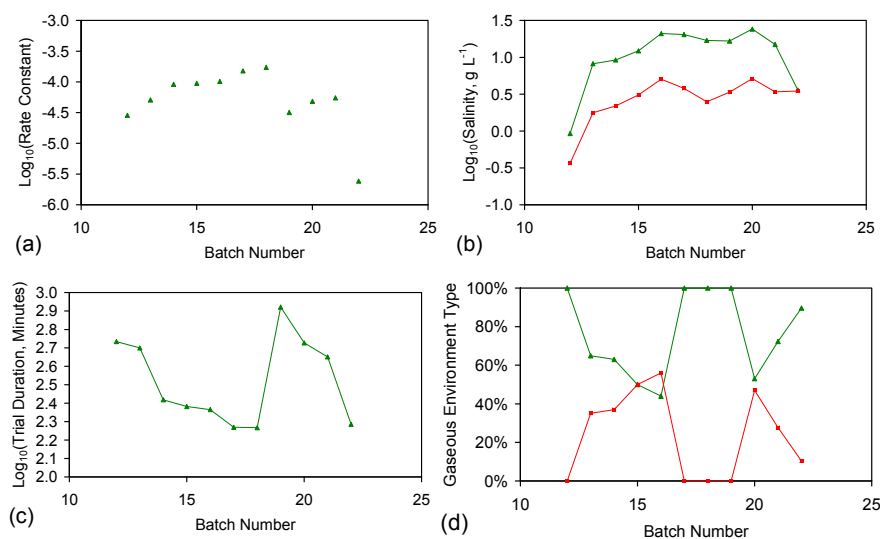 -3.0
-3.5
-4.0
-4.5
-5.0
-5.5
-6.0
Log10(Rate Constant)
10 15 20 25
Batch Number
(a)
1.5
1.0
0.5
0.0
-0.5
-1.0
Log10(Salinity, g L-1)
10 15 20 25
Batch Number
(b)
3.0
2.9
2.8
2.7
2.6
2.5
2.4
2.3
2.2
2.1
2.0
Log10(Trial Duration, Minutes)
10 15 20 25
Batch Number
(c)
100%
80%
60%
40%
20%
0%
Gaseous Environment Type
10 15 20 25
Batch Number
(d)